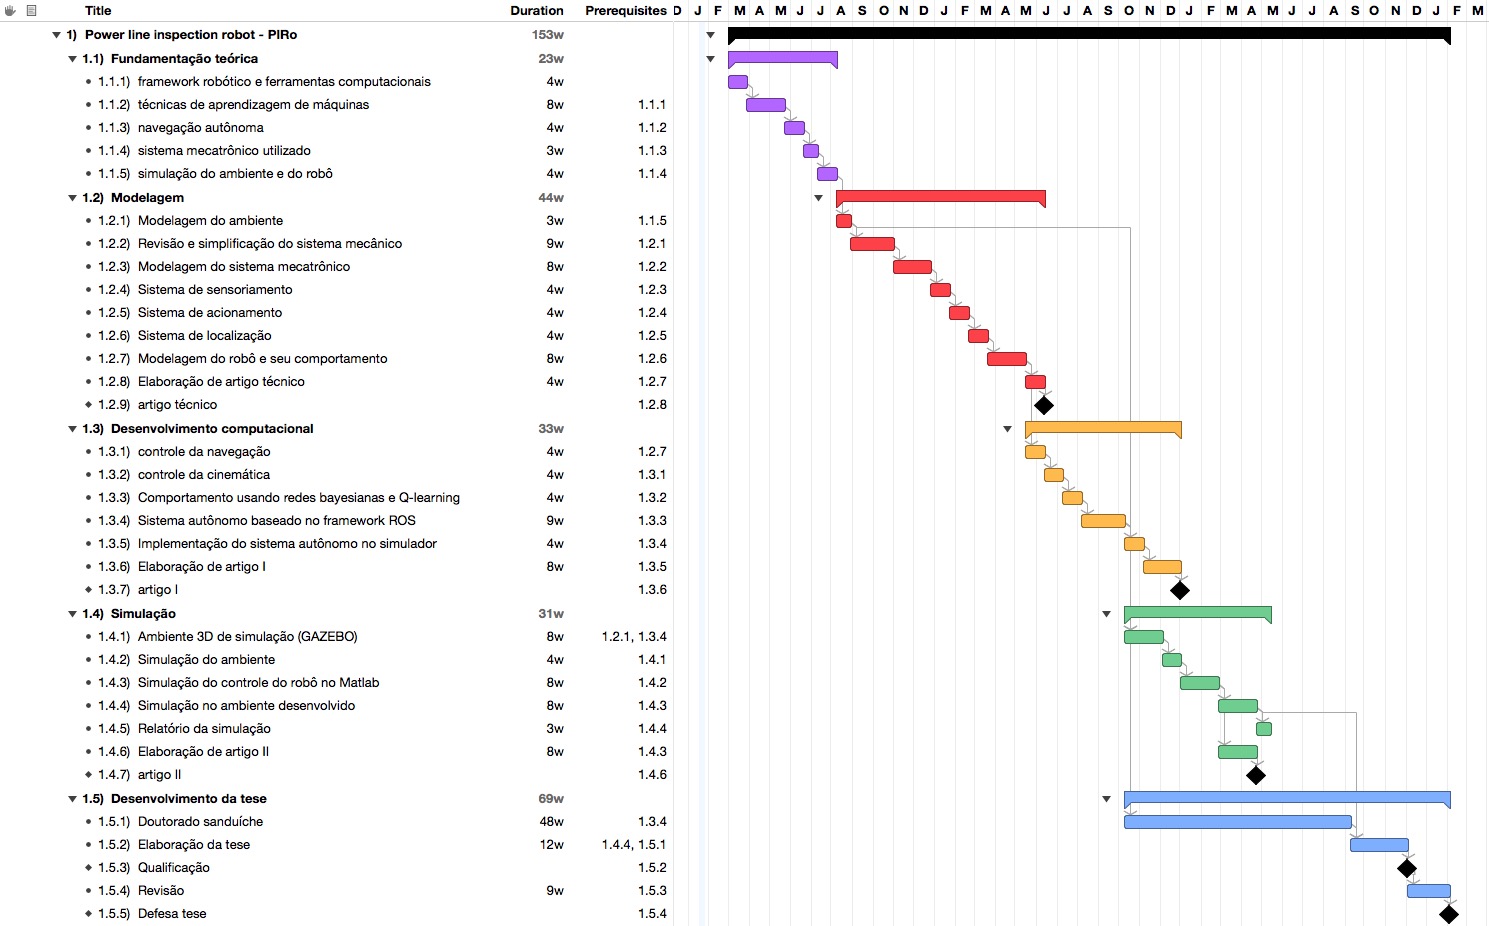 Title Duration Prerequisites D J F M A M J J A S O N D J F M A M J J A S O N D J F M A M J J A S O N D J F M
1) Power line inspection robot - PIRo 153w
1.1) Fundamentação teórica 23w
1.1.1) framework robótico e ferramentas computacionais 4w
1.1.2) técnicas de aprendizagem de máquinas 8w 1.1.1
1.1.3) navegação autônoma 4w 1.1.2
1.1.4) sistema mecatrônico utilizado 3w 1.1.3
1.1.5) simulação do ambiente e do robô 4w 1.1.4
1.2) Modelagem 44w
1.2.1) Modelagem do ambiente 3w 1.1.5
1.2.2) Revisão e simplificação do sistema mecânico 9w 1.2.1
1.2.3) Modelagem do sistema mecatrônico 8w 1.2.2
1.2.4) Sistema de sensoriamento 4w 1.2.3
1.2.5) Sistema de acionamento 4w 1.2.4
1.2.6) Sistema de localização 4w 1.2.5
1.2.7) Modelagem do robô e seu comportamento 8w 1.2.6
1.2.8) Elaboração de artigo técnico 4w 1.2.7
1.2.9) artigo técnico 1.2.8
1.3) Desenvolvimento computacional 33w
1.3.1) controle da navegação 4w 1.2.7
1.3.2) controle da cinemática 4w 1.3.1
1.3.3) Comportamento usando redes bayesianas e Q-learning 4w 1.3.2
1.3.4) Sistema autônomo baseado no framework ROS 9w 1.3.3
1.3.5) Implementação do sistema autônomo no simulador 4w 1.3.4
1.3.6) Elaboração de artigo I 8w 1.3.5
1.3.7) artigo I 1.3.6
1.4) Simulação 31w
1.4.1) Ambiente 3D de simulação (GAZEBO) 8w 1.2.1, 1.3.4
1.4.2) Simulação do ambiente 4w 1.4.1
1.4.3) Simulação do controle do robô no Matlab 8w 1.4.2
1.4.4) Simulação no ambiente desenvolvido 8w 1.4.3
1.4.5) Relatório da simulação 3w 1.4.4
1.4.6) Elaboração de artigo II 8w 1.4.3
1.4.7) artigo II 1.4.6
1.5) Desenvolvimento da tese 69w
1.5.1) Doutorado sanduíche 48w 1.3.4
1.5.2) Elaboração da tese 12w 1.4.4, 1.5.1
1.5.3) Qualificação 1.5.2
1.5.4) Revisão 9w 1.5.3
1.5.5) Defesa tese 1.5.4